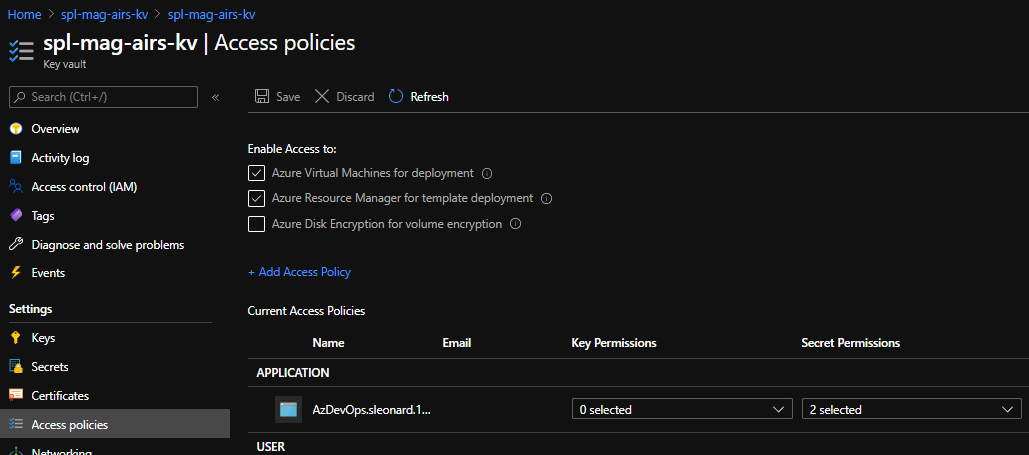 Home > spl-mag-airs-kv > spl-mag-airs-kv
spl-mag-airs-kv | Access policies
Key vault
Search (Ctrl+/)
«
Save
Discard
Refresh
Overview
Activity log
Access control (IAM)
Tags
Diagnose and solve problems
Events
Settings
Keys
Secrets
Certificates
Access policies
Networking
Enable Access to:
Azure Virtual Machines for deployment
Azure Resource Manager for template deployment
Azure Disk Encryption for volume encryption
+ Add Access Policy
Current Access Policies
Name Email Key Permissions Secret Permissions
APPLICATION
AzDevOps.sleonard.1... 0 selected 2 selected
USER